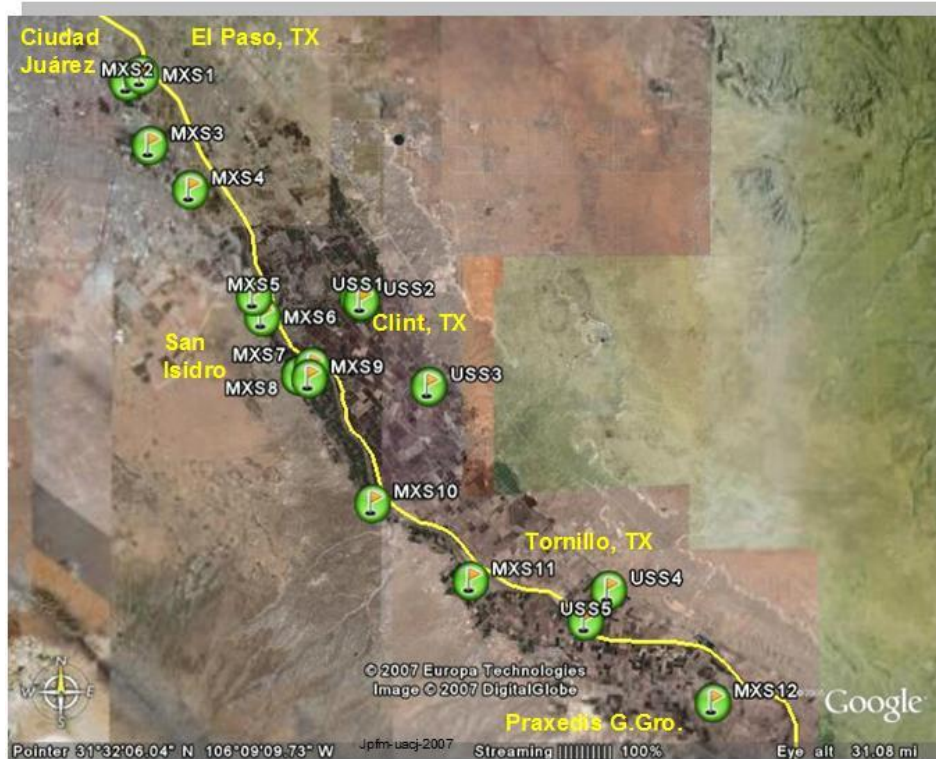 Ciudad
Juárez
El Paso, TX
MXS2
MXS1
MXS3
MXS4
MXS5
MXS6
USS1
USS2
Clint, TX
San
Isídro
MXS7
MXS8
MXS9
USS3
MXS10
Tornillo, TX
MXS11
USS4
USS5
MXS12
© 2007 Europa Technologies
Image © 2007 DigitalGlobe
N
W
E
S
Praxedis G.Gro.
Google
Jpfm-uacj-2007
Pointer 31°32'06.04" N 106°09'09.73" W
Streaming |||||||||| 100%
Eye alt 31.08 mi